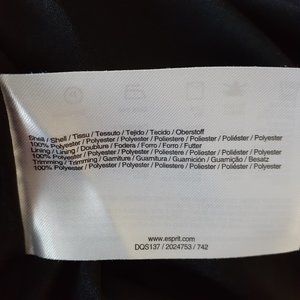 Shell / Shell / Tissu / Tessuto / Tejido / Tecido / Oberstoff
100% Polyester / Polyester / Polyester / Poliestere / Poliéster / Poliéster / Polyester
Lining / Lining / Doublure / Fodera / Forro / Forro / Futter
100% Polyester / Polyester / Polyester / Poliestere / Poliéster / Poliéster / Polyester
Trimming / Trimming / Garniture / Guarnitura / Guarnición / Guarnição / Besatz
100% Polyester / Polyester / Polyester / Poliestere / Poliéster / Poliéster / Polyester
www.esprit.com
DQS137 / 2024753 / 742